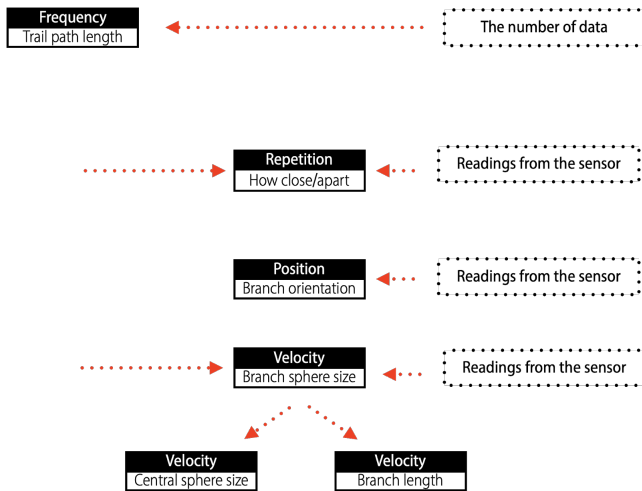 Frequency
Trail path length
The number of data
Repetition
How close/apart
Readings from the sensor
Position
Branch orientation
Readings from the sensor
Velocity
Branch sphere size
Readings from the sensor
Velocity
Central sphere size
Velocity
Branch length